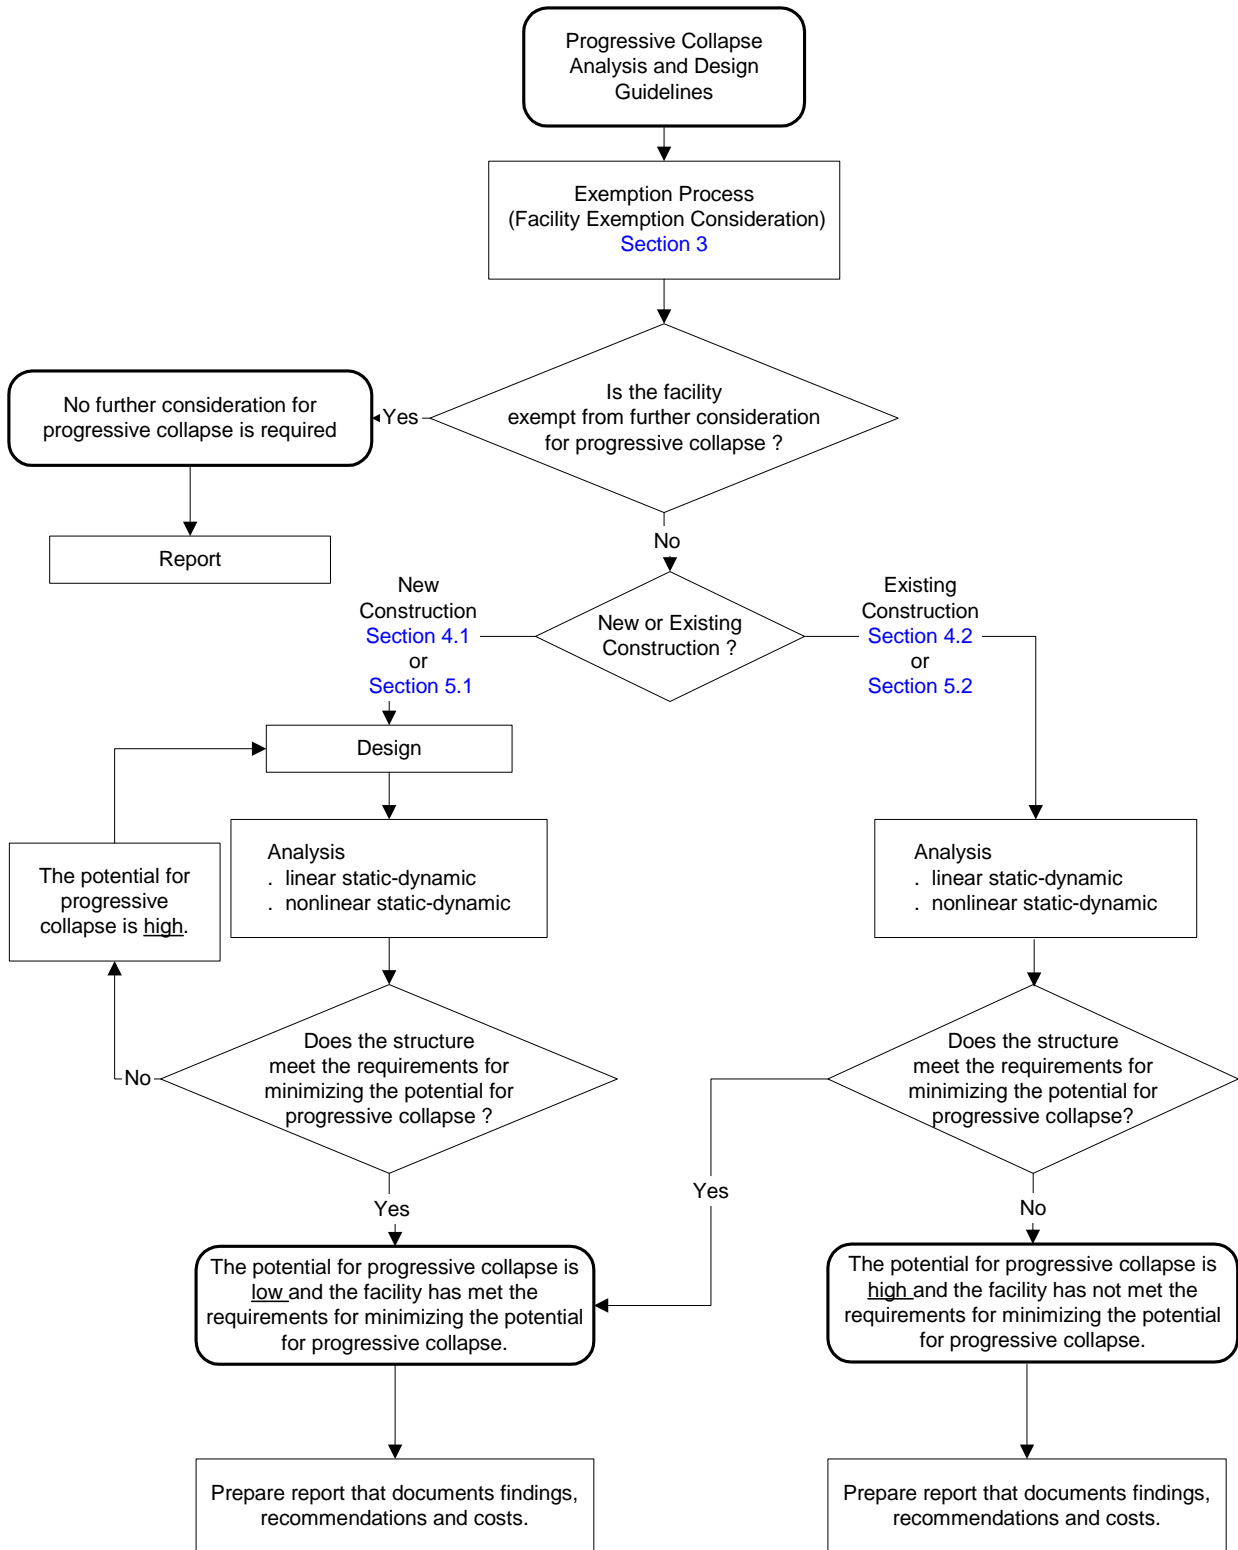 Progressive Collapse
Analysis and Design
Guidelines
Exemption Process
(Facility Exemption Consideration)
Section 3
Is the facility
exempt from further consideration
for progressive collapse ?
Yes
No further consideration for
progressive collapse is required
Report
No
New or Existing
Construction ?
New
Construction
Section 4.1
or
Section 5.1
Existing
Construction
Section 4.2
or
Section 5.2
Design
Analysis
. linear static-dynamic
. nonlinear static-dynamic
The potential for
progressive
collapse is high.
Analysis
. linear static-dynamic
. nonlinear static-dynamic
Does the structure
meet the requirements for
minimizing the potential for
progressive collapse ?
No
Does the structure
meet the requirements for
minimizing the potential for
progressive collapse?
Yes
Yes
No
The potential for progressive collapse is
low and the facility has met the
requirements for minimizing the potential
for progressive collapse.
The potential for progressive collapse is
high and the facility has not met the
requirements for minimizing the potential
for progressive collapse.
Prepare report that documents findings,
recommendations and costs.
Prepare report that documents findings,
recommendations and costs.